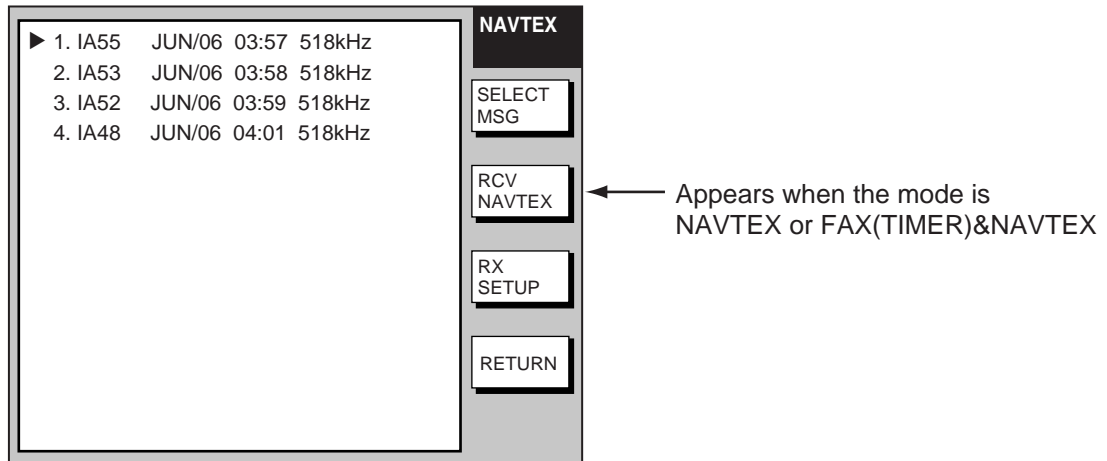 ▶ 1. IA55 JUN/06 03:57 518kHz
2. IA53 JUN/06 03:58 518kHz
3. IA52 JUN/06 03:59 518kHz
4. IA48 JUN/06 04:01 518kHz
NAVTEX
SELECT
MSG
RCV
NAVTEX
RX
SETUP
RETURN
Appears when the mode is
NAVTEX or FAX(TIMER)&NAVTEX